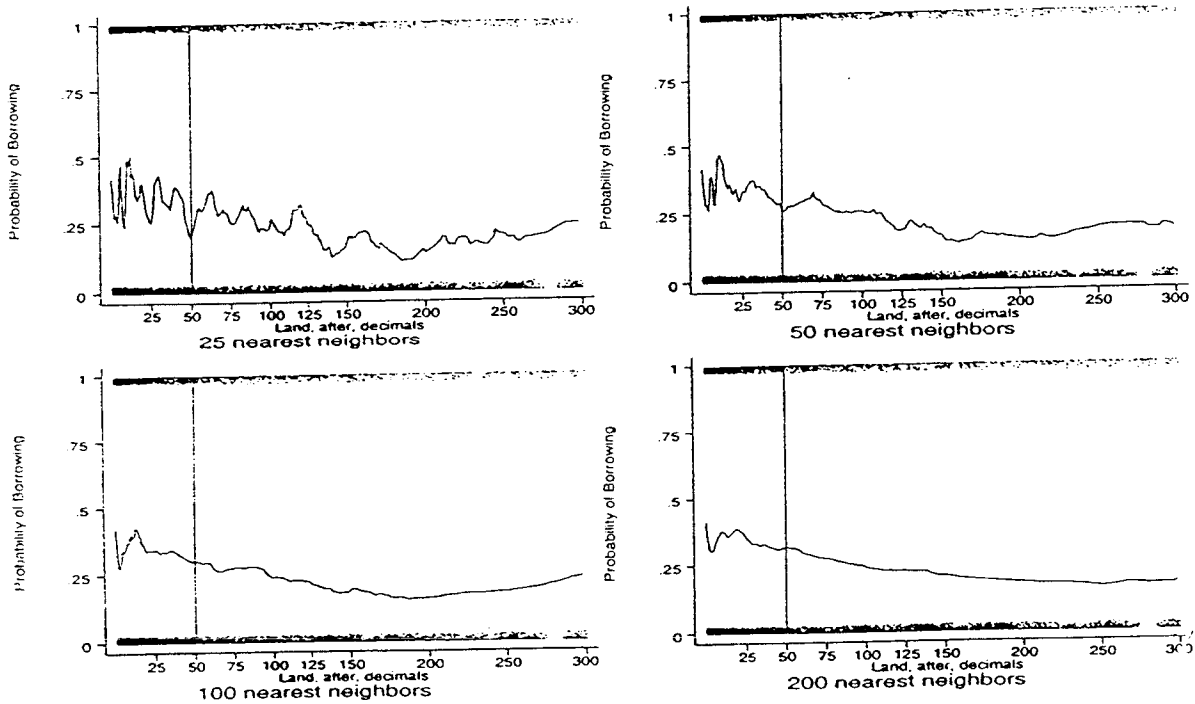 Probability of Borrowing
1
.75
.5
.25
0
25 50 75 100 125 150 200 250 300
Land, after, decimals
25 nearest neighbors
Probability of Borrowing
1
.75
.5
.25
0
25 50 75 100 125 150 200 250 300
Land, after, decimals
50 nearest neighbors
Probability of Borrowing
1
.75
.5
.25
0
25 50 75 100 125 150 200 250 300
Land, after, decimals
100 nearest neighbors
Probability of Borrowing
1
.75
.5
.25
0
25 50 75 100 125 150 200 250
Land, after, decimals
200 nearest neighbors